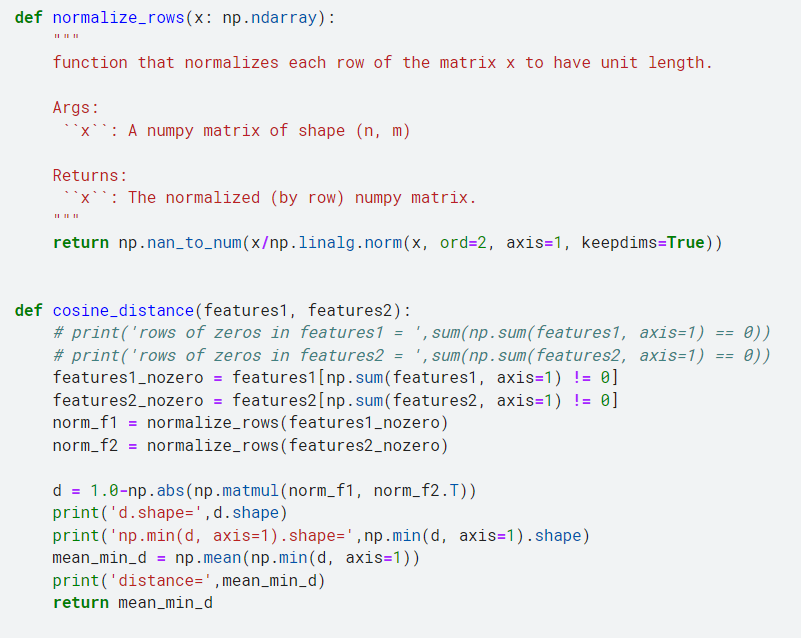 def normalize_rows(x: np.ndarray):
    """
    function that normalizes each row of the matrix x to have unit length.

    Args:
     ``x``: A numpy matrix of shape (n, m)

    Returns:
     ``x``: The normalized (by row) numpy matrix.
    """
    return np.nan_to_num(x/np.linalg.norm(x, ord=2, axis=1, keepdims=True))


def cosine_distance(features1, features2):
    # print('rows of zeros in features1 = ',sum(np.sum(features1, axis=1) == 0))
    # print('rows of zeros in features2 = ',sum(np.sum(features2, axis=1) == 0))
    features1_nozero = features1[np.sum(features1, axis=1) != 0]
    features2_nozero = features2[np.sum(features2, axis=1) != 0]
    norm_f1 = normalize_rows(features1_nozero)
    norm_f2 = normalize_rows(features2_nozero)

    d = 1.0-np.abs(np.matmul(norm_f1, norm_f2.T))
    print('d.shape=',d.shape)
    print('np.min(d, axis=1).shape=',np.min(d, axis=1).shape)
    mean_min_d = np.mean(np.min(d, axis=1))
    print('distance=',mean_min_d)
    return mean_min_d